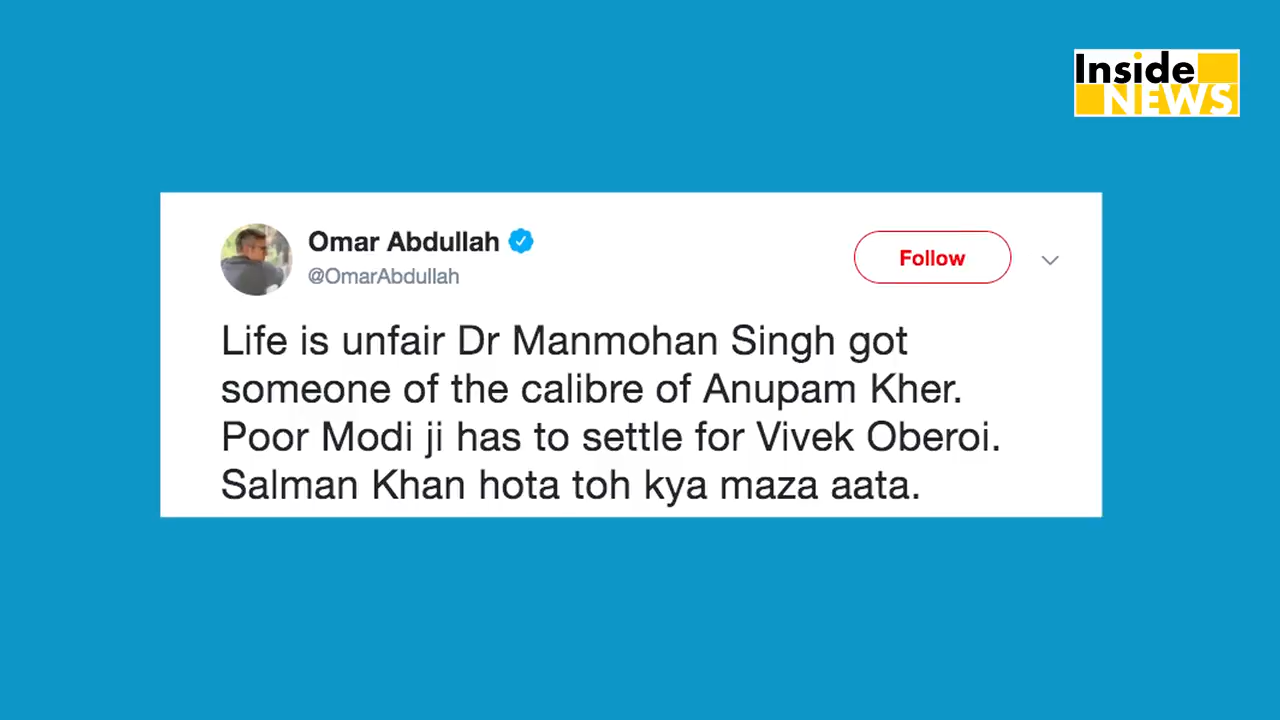 Inside
NEWS
Omar Abdullah
@OmarAbdullah
Follow
Life is unfair Dr Manmohan Singh got
someone of the calibre of Anupam Kher.
Poor Modi ji has to settle for Vivek Oberoi.
Salman Khan hota toh kya maza aata.